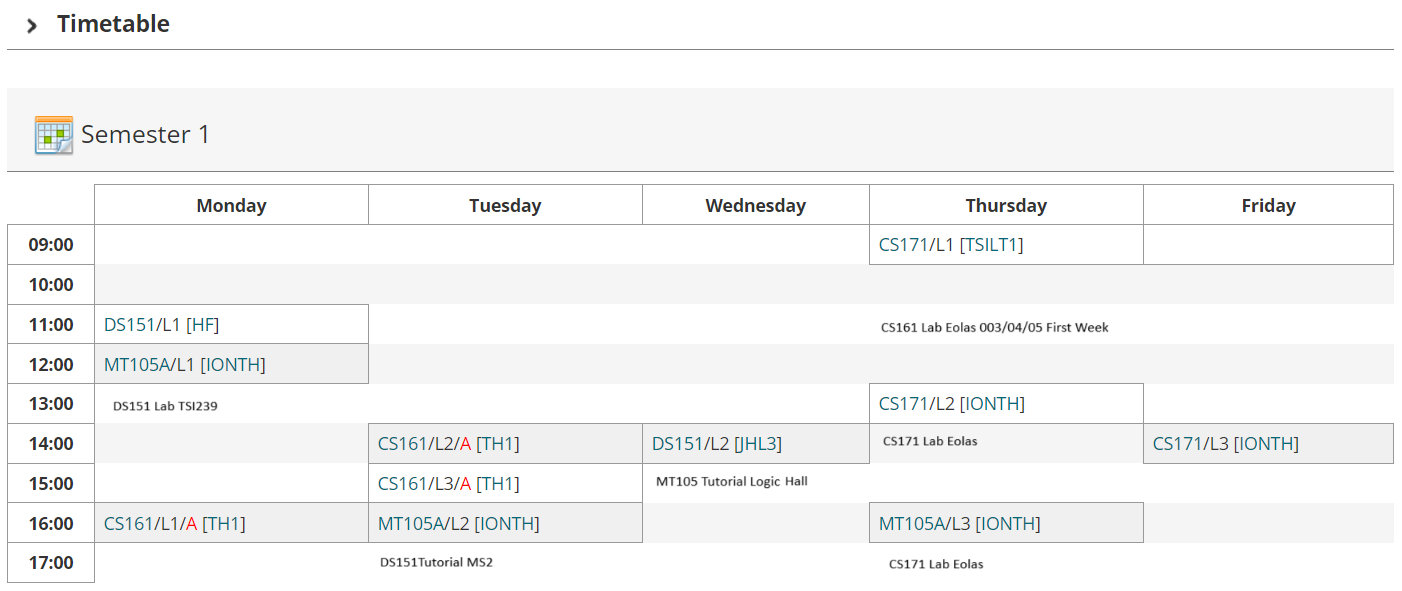 Timetable
Semester 1
Monday Tuesday Wednesday Thursday Friday
09:00 CS171/L1 [TSILT1]
10:00
11:00 DS151/L1 [HF] CS161 Lab Eolas 003/04/05 First Week
12:00 MT105A/L1 [IONTH]
13:00 DS151 Lab TSI239 CS171/L2 [IONTH]
14:00 CS161/L2/A [TH1] DS151/L2 [JHL3] CS171 Lab Eolas CS171/L3 [IONTH]
15:00 CS161/L3/A [TH1] MT105 Tutorial Logic Hall
16:00 CS161/L1/A [TH1] MT105A/L2 [IONTH] MT105A/L3 [IONTH]
17:00 DS151Tutorial MS2 CS171 Lab Eolas